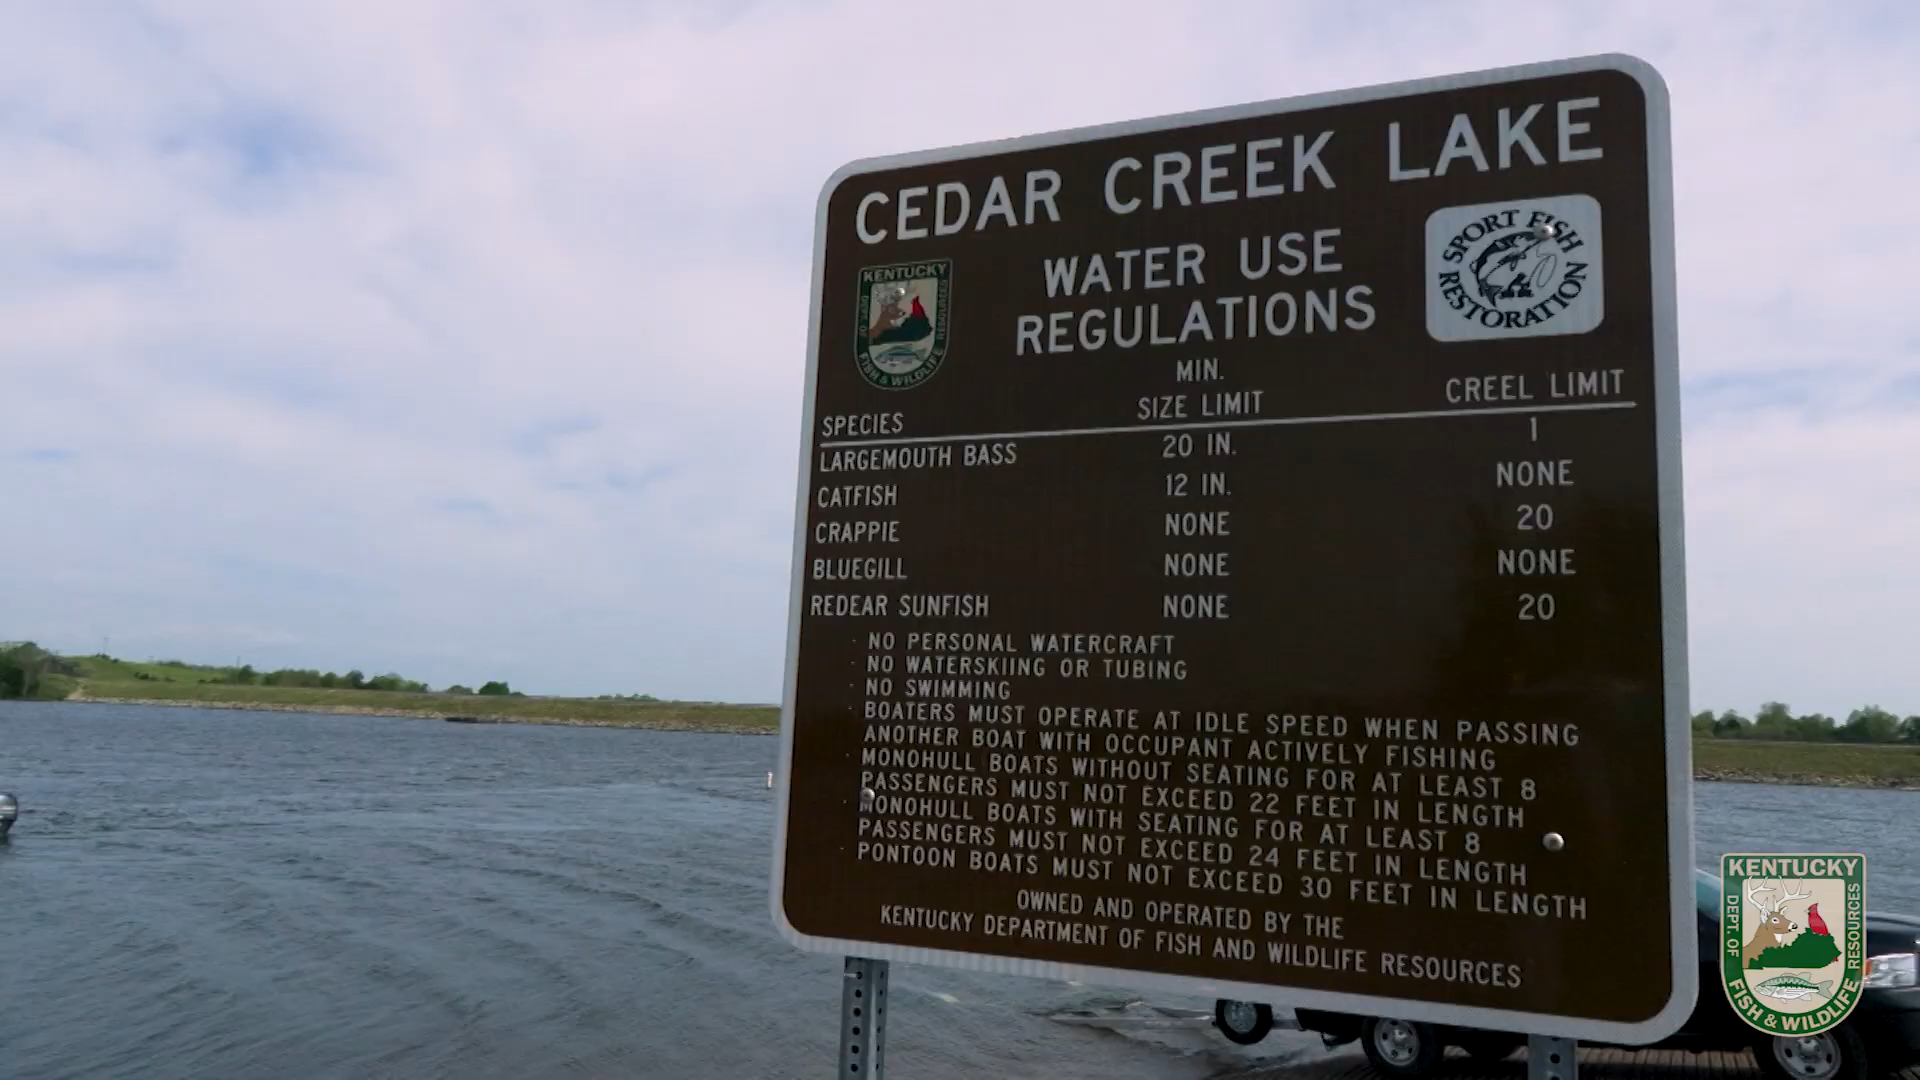 CEDAR CREEK LAKE
WATER USE
REGULATIONS
KENTUCKY
DEPT. OF
RESOURCES
FISH & WILDLIFE
SPORT FISH
RESTORATION
SPECIES MIN. SIZE LIMIT CREEL LIMIT
LARGEMOUTH BASS 20 IN. 1
CATFISH 12 IN. NONE
CRAPPIE NONE 20
BLUEGILL NONE NONE
REDEAR SUNFISH NONE 20
- NO PERSONAL WATERCRAFT
- NO WATERSKIING OR TUBING
- NO SWIMMING
- BOATERS MUST OPERATE AT IDLE SPEED WHEN PASSING
ANOTHER BOAT WITH OCCUPANT ACTIVELY FISHING
- MONOHULL BOATS WITHOUT SEATING FOR AT LEAST 8
PASSENGERS MUST NOT EXCEED 22 FEET IN LENGTH
- MONOHULL BOATS WITH SEATING FOR AT LEAST 8
PASSENGERS MUST NOT EXCEED 24 FEET IN LENGTH
- PONTOON BOATS MUST NOT EXCEED 30 FEET IN LENGTH
OWNED AND OPERATED BY THE
KENTUCKY DEPARTMENT OF FISH AND WILDLIFE RESOURCES
KENTUCKY
DEPT. OF
RESOURCES
FISH & WILDLIFE